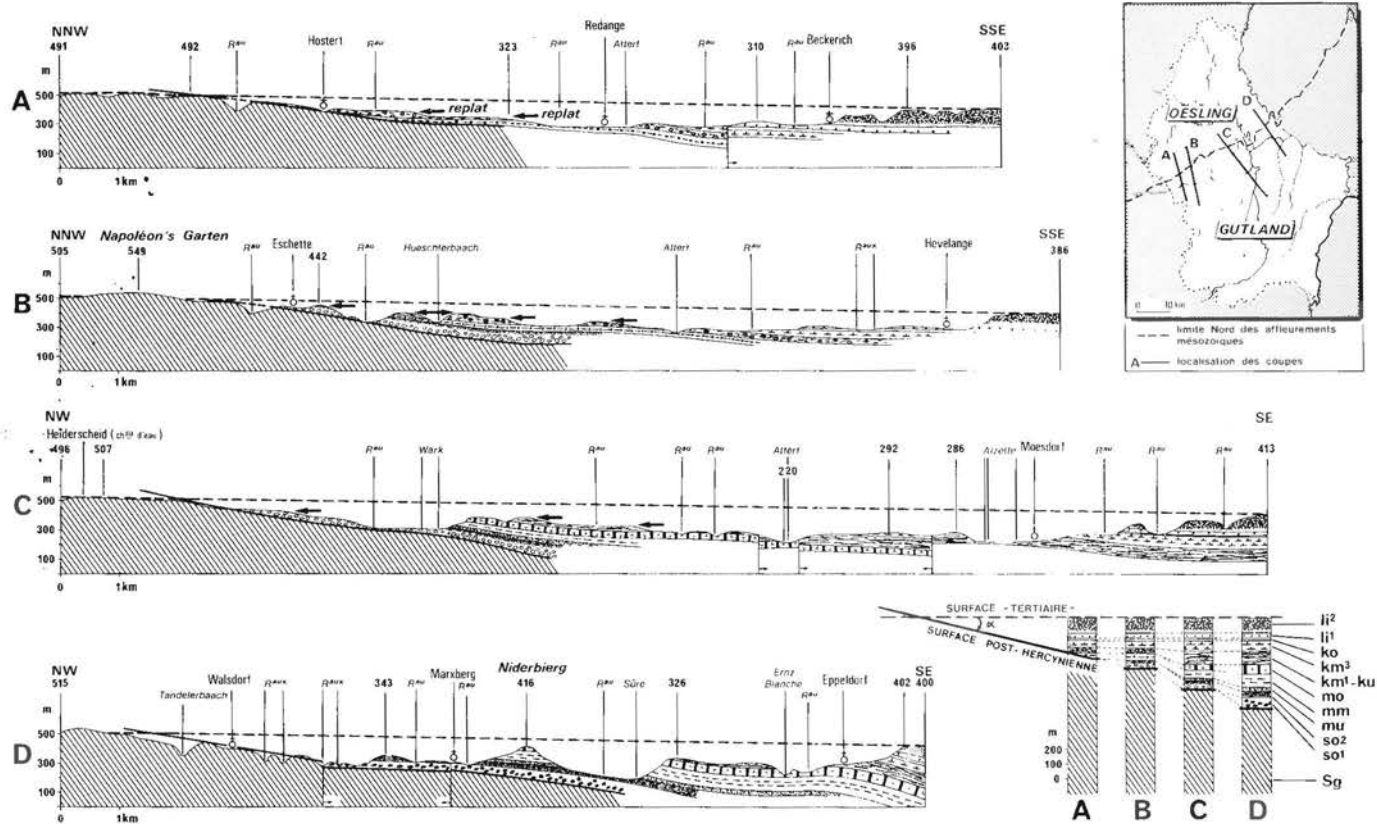 NNW Redange SSE
491 492 Rau Hostert Rau 323 Rau Attert Rau 310 Rau Beckerich 396 403
m
A
500
300
100
replat
replat
0 1km
NNW Napoléon's Garten SSE
505 549 Rau Eschette 442 Rau Hueschterbaach Attert Rau Raux Hovelange 386
m
B
500
300
100
0 1km
NW SE
Heiderscheid (chau d'eau)
496 507 Rau Wark Rau Rau Rau Attert 220 292 286 Moesdorf Rau Rau Rau 413
m
C
500
300
100
0 1km
NW SE
515 Tandelerbaach Walsdorf Raux Raux 343 Rau Marxberg Rau Niderbierg 416 Rau Sûre 326 Ernz Blanche Rau Eppeldorf 402 400
m
D
500
300
100
0 1km
OESLING
D
A
B
C
GUTLAND
0 10 km
limite Nord des affleurements
mésozoïques
A localisation des coupes
SURFACE -TERTIAIRE-
α
SURFACE POST-HERCYNIENNE
li²
li¹
ko
km³
km¹-ku
mo
mm
mu
so²
so¹
Sg
m
200
100
0
A B C D